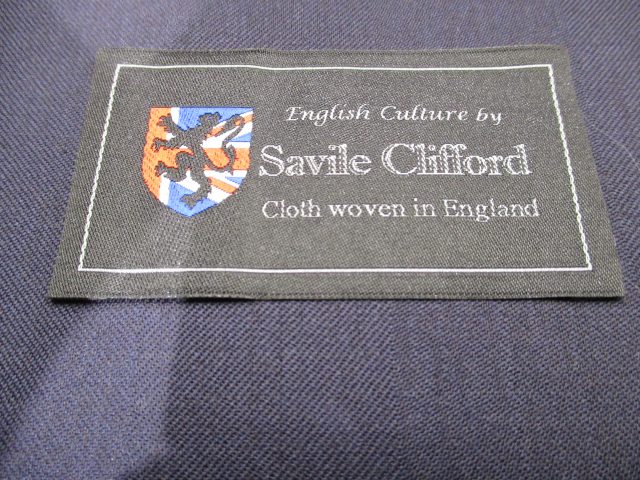 English Culture by
Savile Clifford
Cloth woven in England